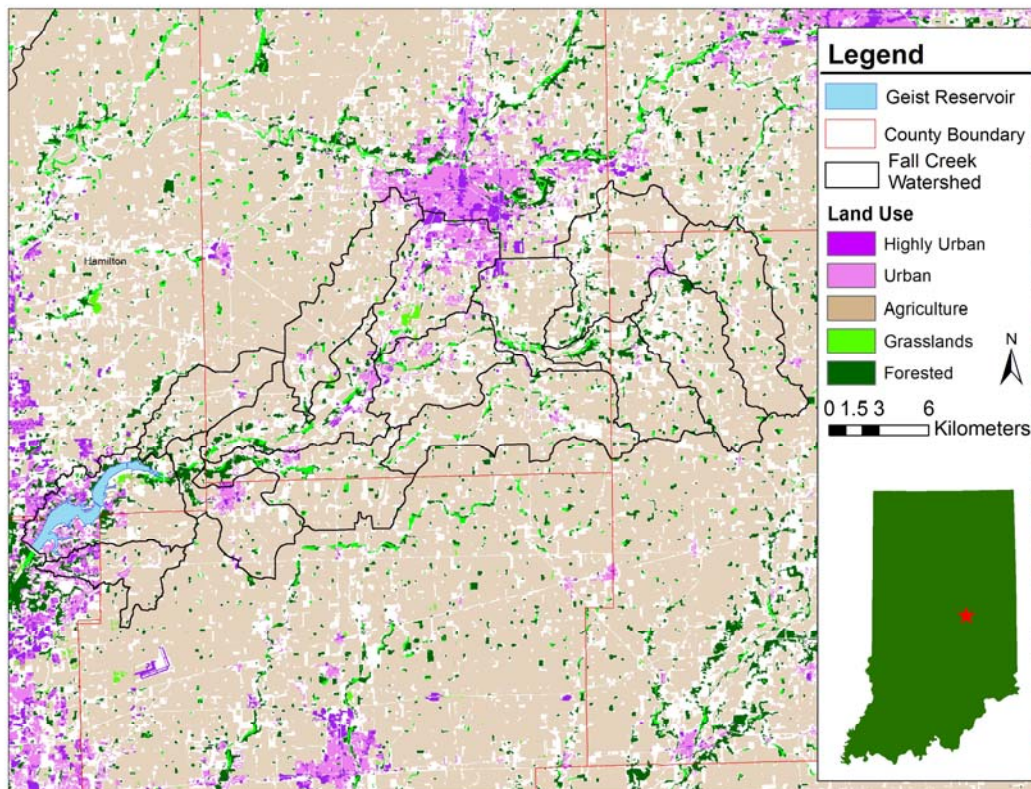 Legend
Geist Reservoir
County Boundary
Fall Creek
Watershed
Land Use
Highly Urban
Urban
Agriculture
Grasslands
Forested
N
0 1.5 3 6
Kilometers
Hamilton